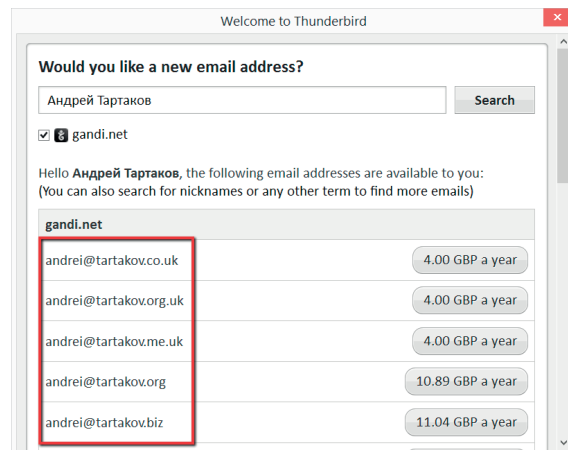 Welcome to Thunderbird
Would you like a new email address?
Андрей Тартаков Search
gandi.net
Hello Андрей Тартаков, the following email addresses are available to you:
(You can also search for nicknames or any other term to find more emails)
gandi.net
andrei@tartakov.co.uk 4.00 GBP a year
andrei@tartakov.org.uk 4.00 GBP a year
andrei@tartakov.me.uk 4.00 GBP a year
andrei@tartakov.org 10.89 GBP a year
andrei@tartakov.biz 11.04 GBP a year